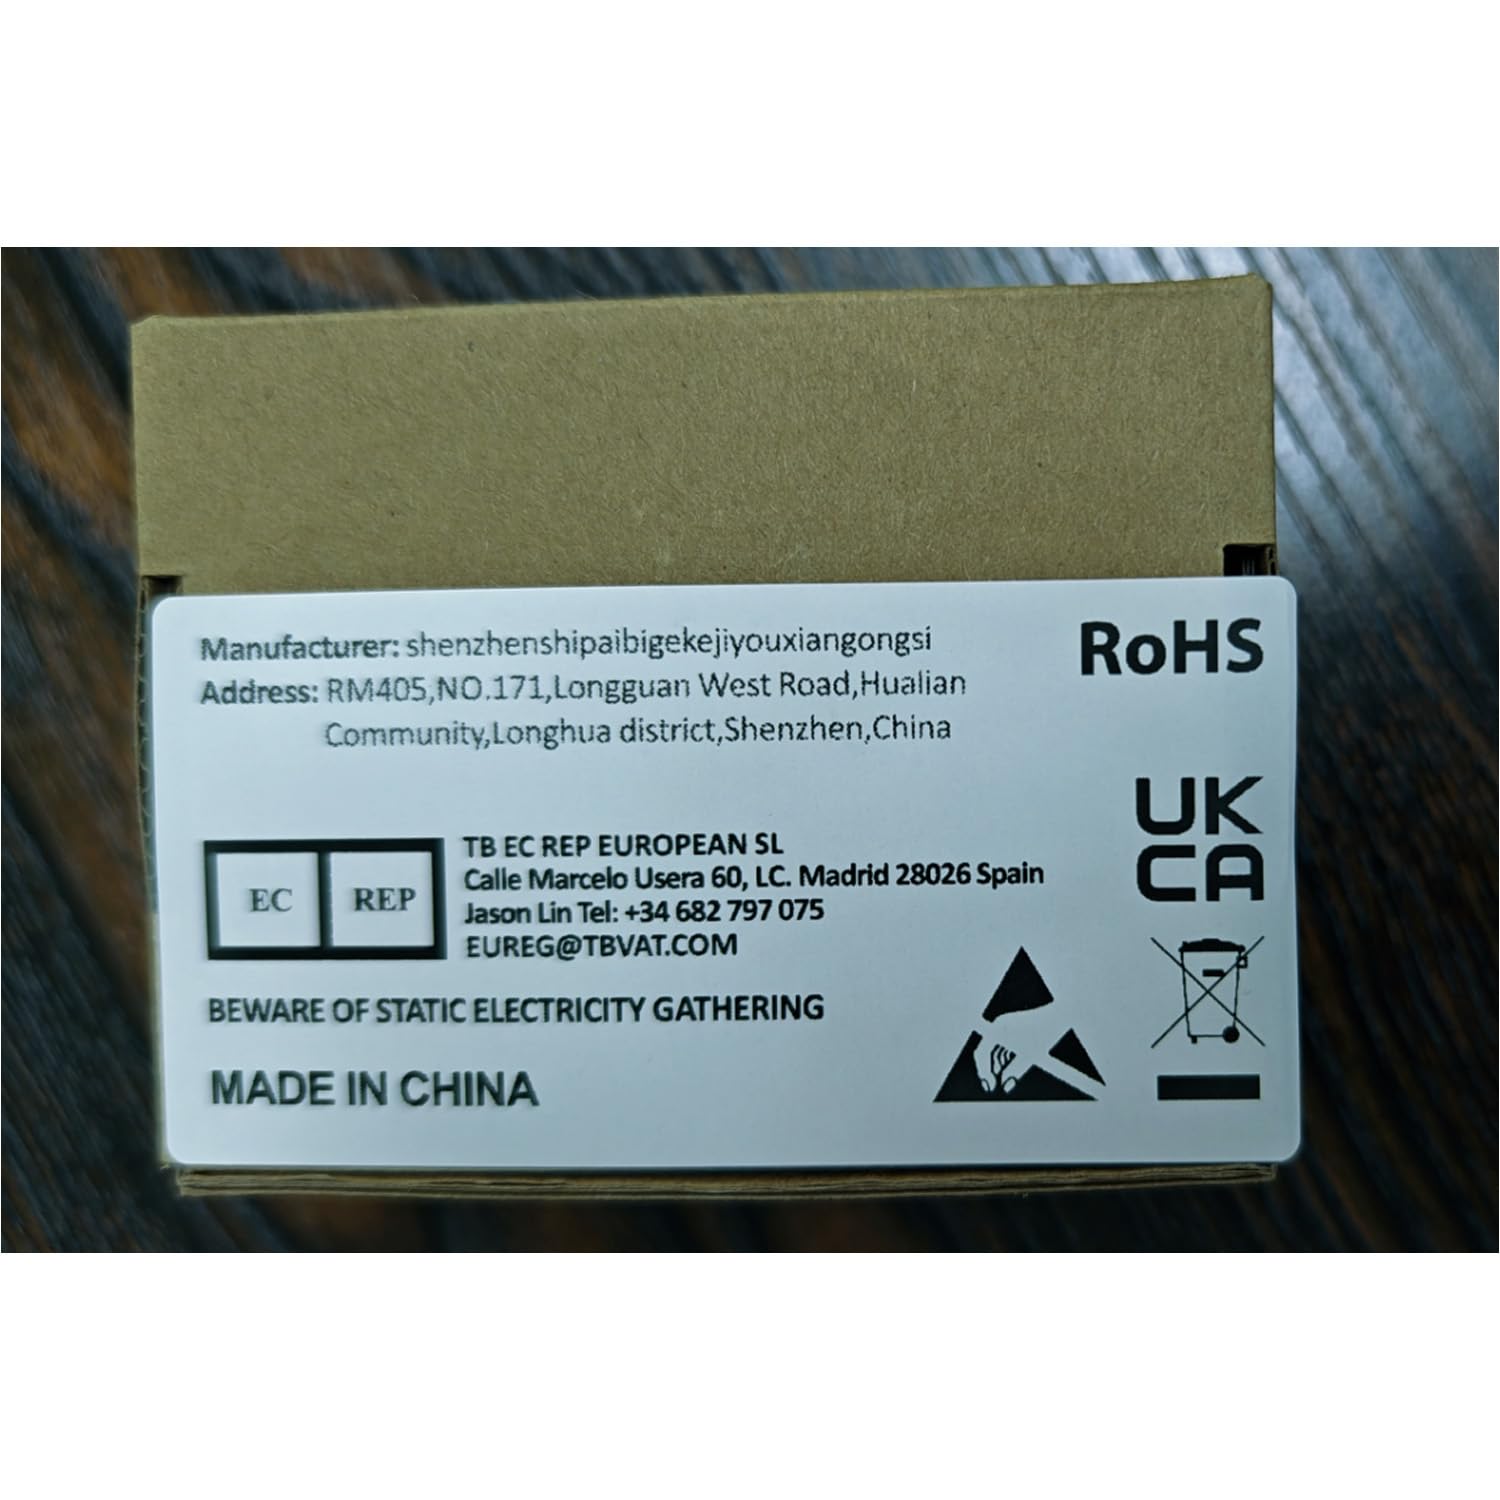 Manufacturer: shenzhenshipaibigekejiyouxiangongsi
Address: RM405,NO.171,Longguan West Road,Hualian
Community,Longhua district,Shenzhen,China
RoHS
UK
CA
EC REP
TB EC REP EUROPEAN SL
Calle Marcelo Usera 60, LC. Madrid 28026 Spain
Jason Lin Tel: +34 682 797 075
EUREG@TBVAT.COM
BEWARE OF STATIC ELECTRICITY GATHERING
MADE IN CHINA